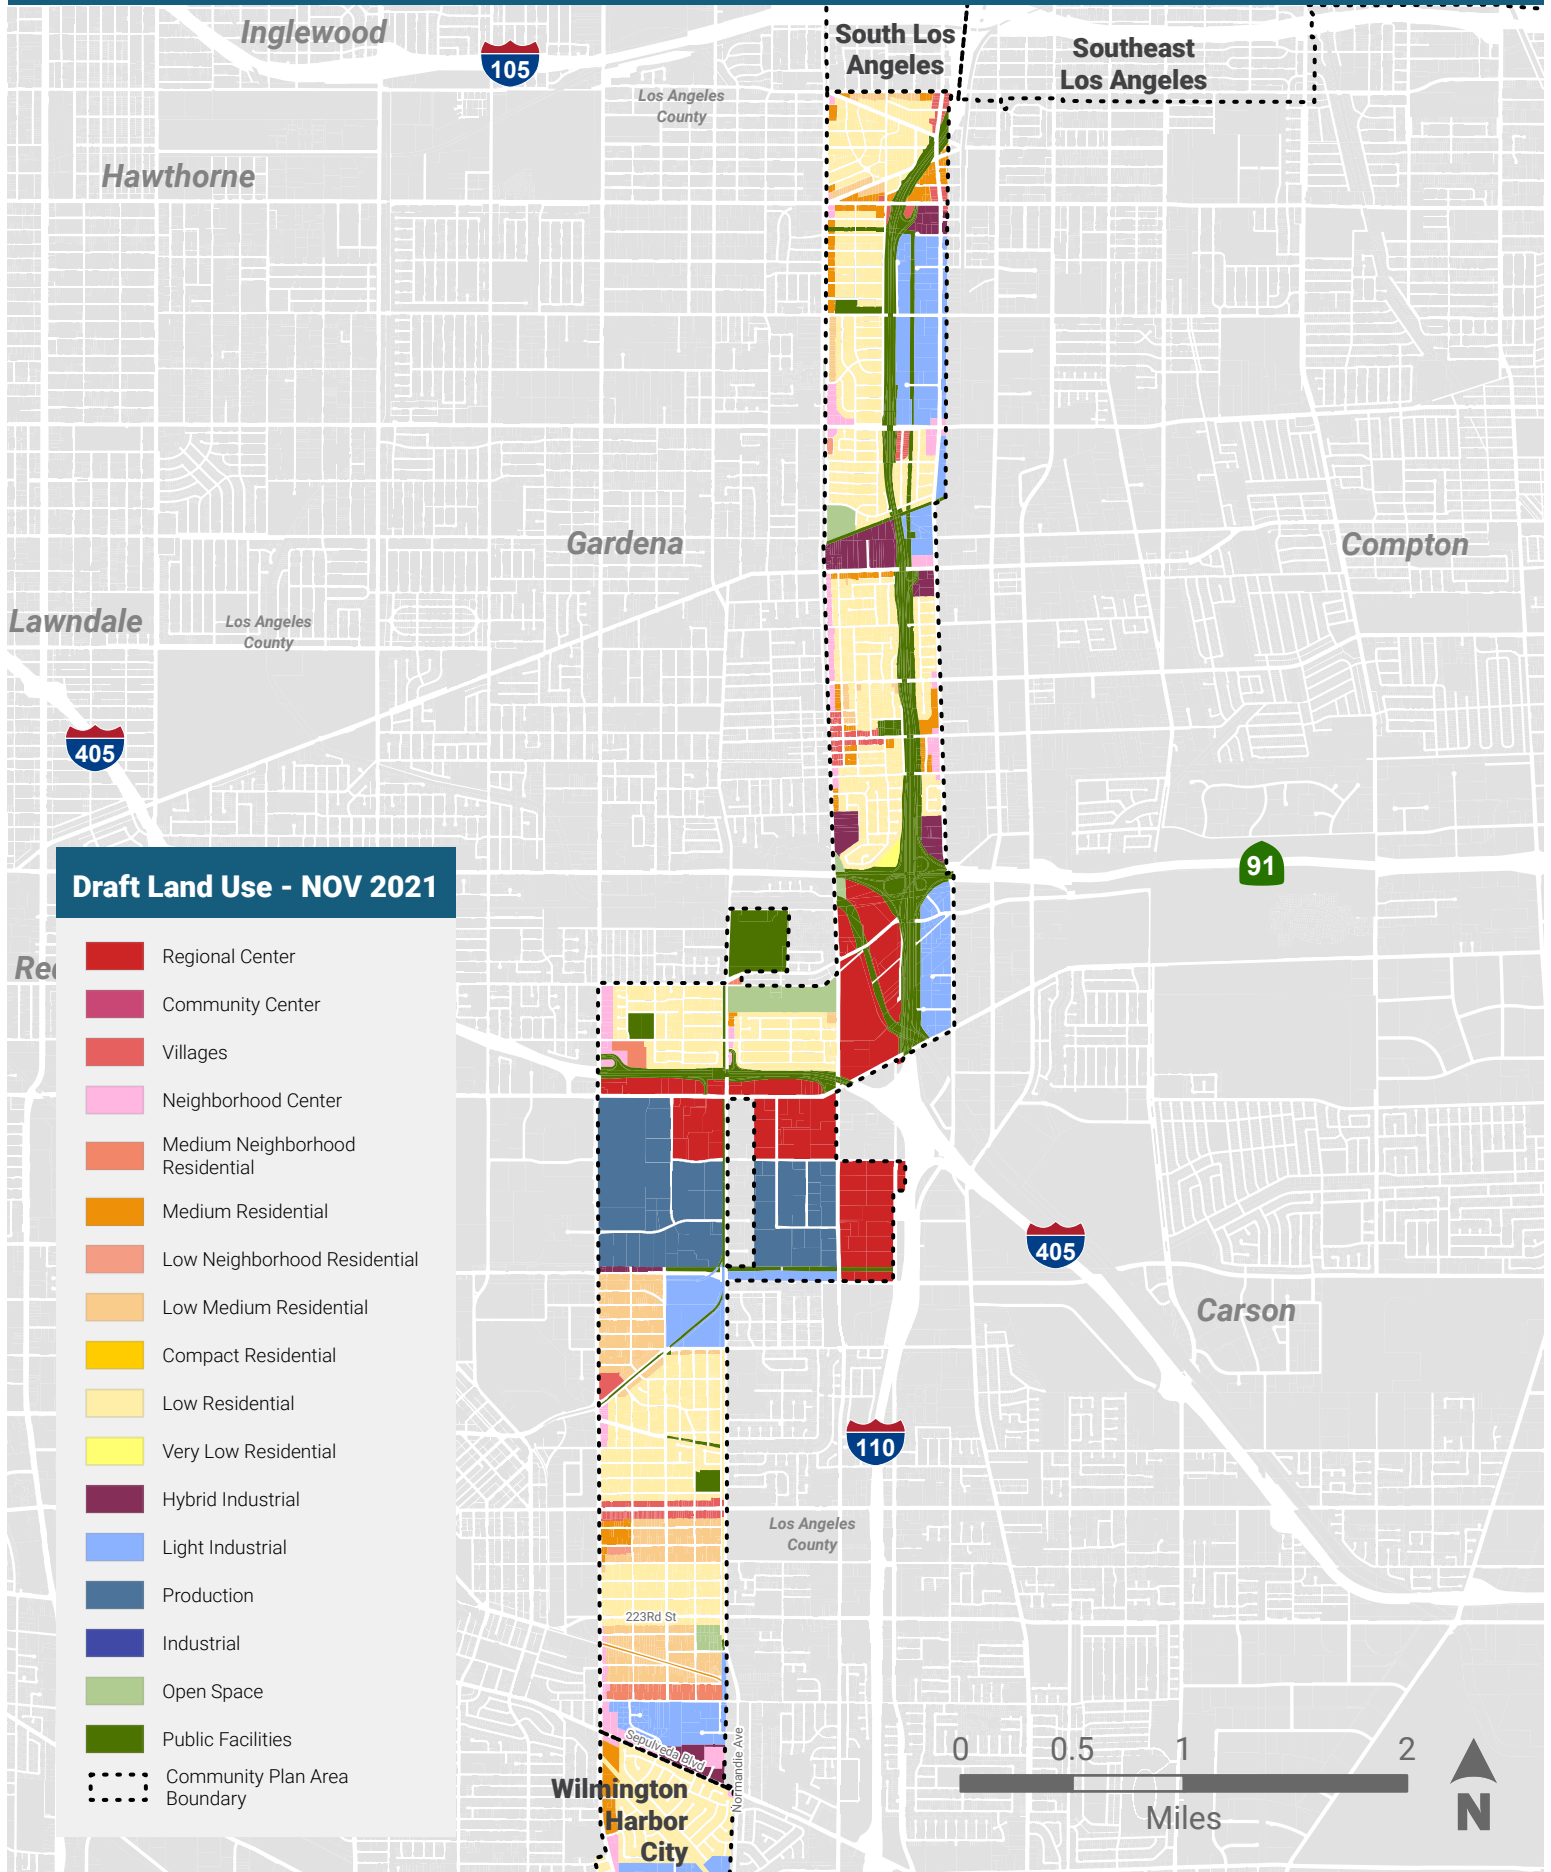 Inglewood
105
South Los
Angeles
Southeast
Los Angeles
Los Angeles
County
Hawthorne
Gardena
Compton
Lawndale
Los Angeles
County
405
91
Draft Land Use - NOV 2021
Regional Center
Community Center
Villages
Neighborhood Center
Medium Neighborhood
Residential
Medium Residential
Low Neighborhood Residential
Low Medium Residential
Compact Residential
Low Residential
Very Low Residential
Hybrid Industrial
Light Industrial
Production
Industrial
Open Space
Public Facilities
Community Plan Area
Boundary
405
Carson
110
Los Angeles
County
223Rd St
Sepulveda Blvd
Normandie Ave
Wilmington
Harbor
City
0 0.5 1 2
Miles
N